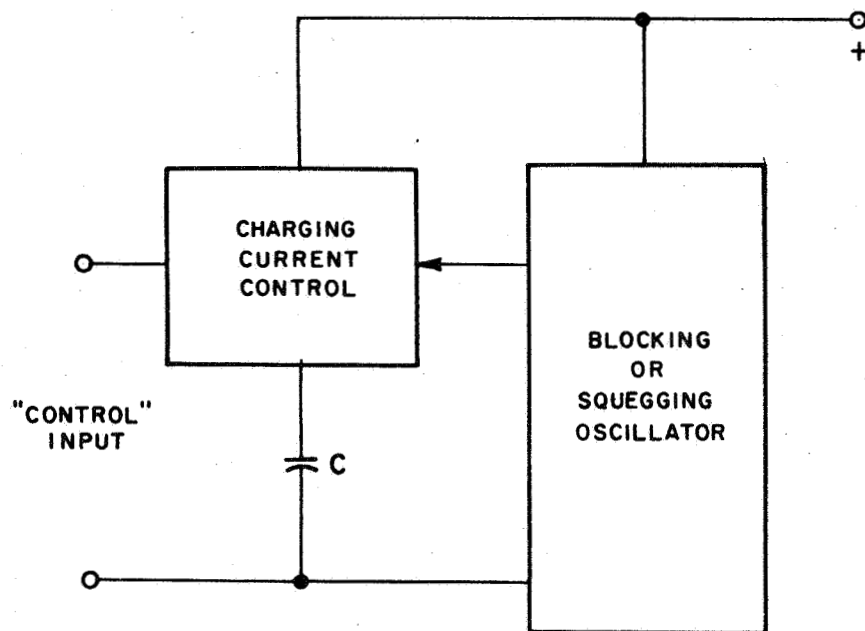 +
CHARGING
CURRENT
CONTROL
BLOCKING
OR
SQUEGGING
OSCILLATOR
"CONTROL"
INPUT
C